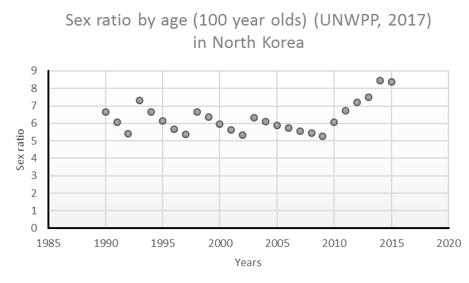 Sex ratio by age (100 year olds) (UNWPP, 2017)
in North Korea
9
8
7
6
5
4
3
2
1
0
Sex ratio
1985 1990 1995 2000 2005 2010 2015 2020
Years